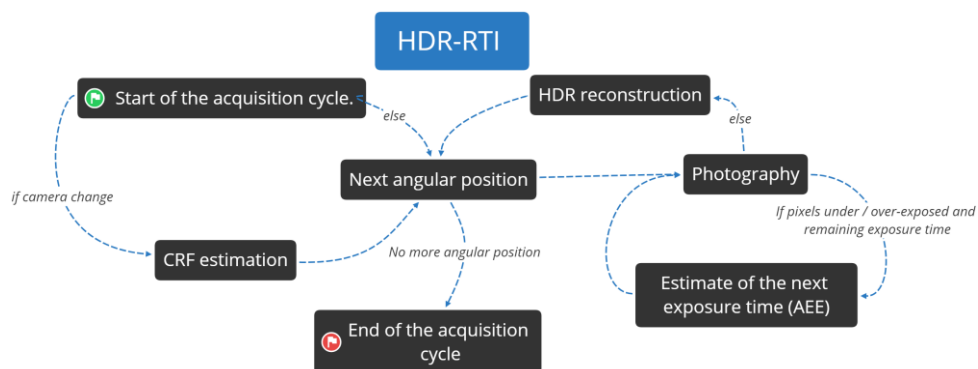 HDR-RTI
Start of the acquisition cycle.
HDR reconstruction
else
else
Next angular position
Photography
if camera change
If pixels under / over-exposed and
remaining exposure time
CRF estimation
No more angular position
Estimate of the next
exposure time (AEE)
End of the acquisition
cycle